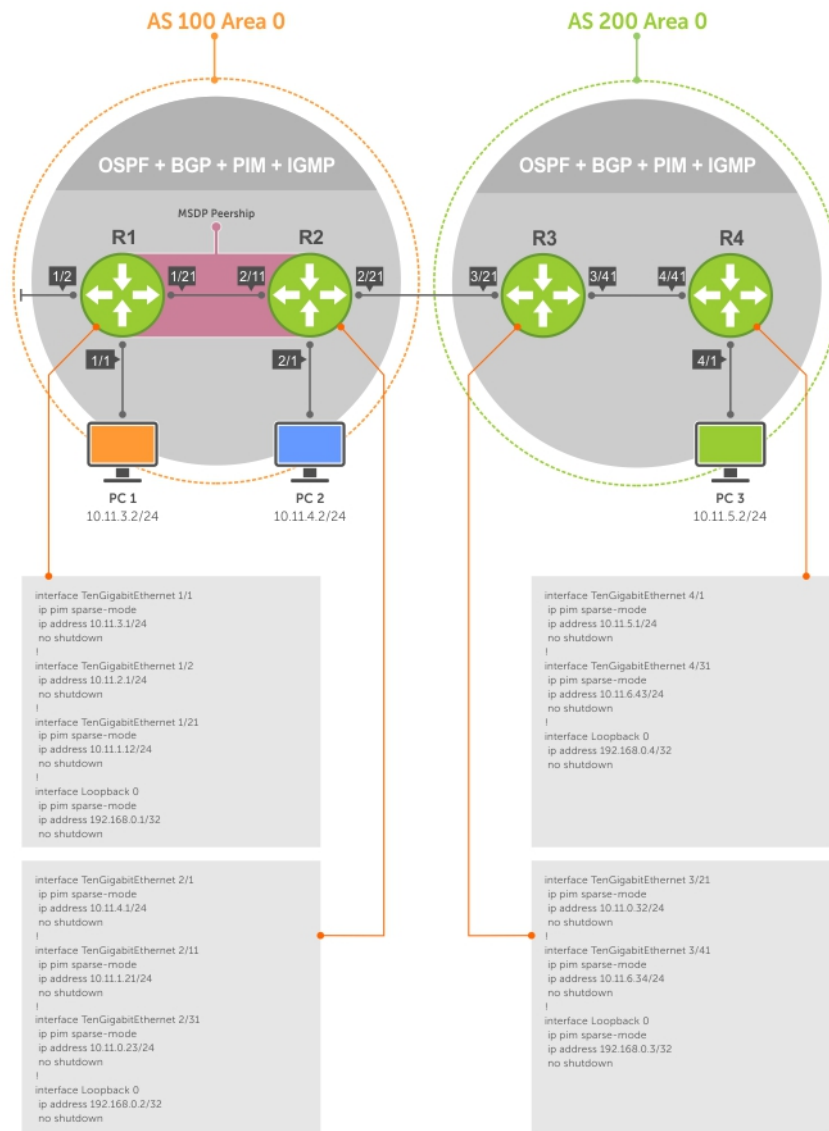 AS 100 Area 0
AS 200 Area 0
OSPF + BGP + PIM + IGMP
OSPF + BGP + PIM + IGMP
MSDP Peership
R1
R2
R3
R4
1/2
1/21
2/11
2/21
3/21
3/41
4/41
1/1
2/1
4/1
PC 1
10.11.3.2/24
PC 2
10.11.4.2/24
PC 3
10.11.5.2/24
interface TenGigabitEthernet 1/1
ip pim sparse-mode
ip address 10.11.3.1/24
no shutdown
!
interface TenGigabitEthernet 1/2
ip address 10.11.2.1/24
no shutdown
!
interface TenGigabitEthernet 1/21
ip pim sparse-mode
ip address 10.11.1.12/24
no shutdown
!
interface Loopback 0
ip pim sparse-mode
ip address 192.168.0.1/32
no shutdown
interface TenGigabitEthernet 4/1
ip pim sparse-mode
ip address 10.11.5.1/24
no shutdown
!
interface TenGigabitEthernet 4/31
ip pim sparse-mode
ip address 10.11.6.43/24
no shutdown
!
interface Loopback 0
ip address 192.168.0.4/32
no shutdown
interface TenGigabitEthernet 2/1
ip pim sparse-mode
ip address 10.11.4.1/24
no shutdown
!
interface TenGigabitEthernet 2/11
ip pim sparse-mode
ip address 10.11.1.21/24
no shutdown
!
interface TenGigabitEthernet 2/31
ip pim sparse-mode
ip address 10.11.0.23/24
no shutdown
!
interface Loopback 0
ip address 192.168.0.2/32
no shutdown
interface TenGigabitEthernet 3/21
ip pim sparse-mode
ip address 10.11.0.32/24
no shutdown
!
interface TenGigabitEthernet 3/41
ip pim sparse-mode
ip address 10.11.6.34/24
no shutdown
!
interface Loopback 0
ip pim sparse-mode
ip address 192.168.0.3/32
no shutdown